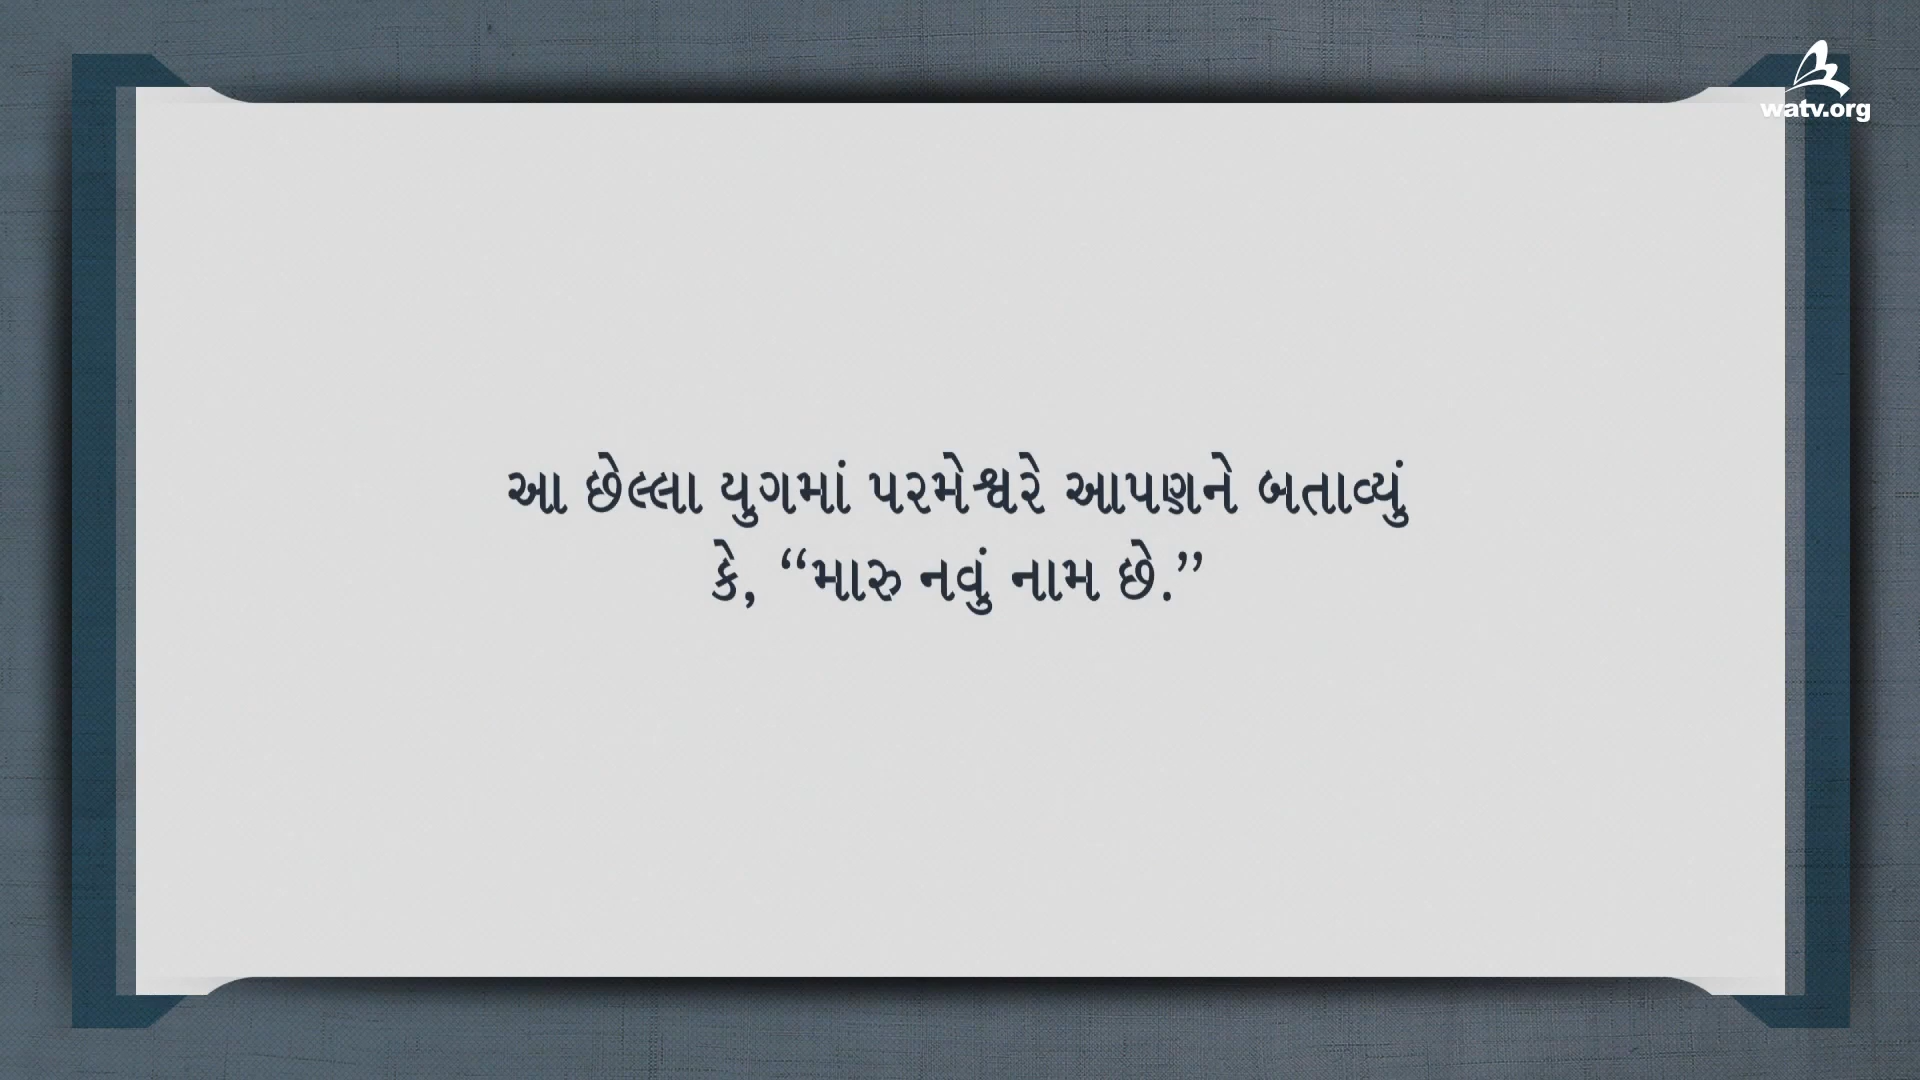 watv.org
આ છેલ્લા યુગમાં પરમેશ્વરે આપણને બતાવ્યું
કે, “મારુ નવું નામ છે.”